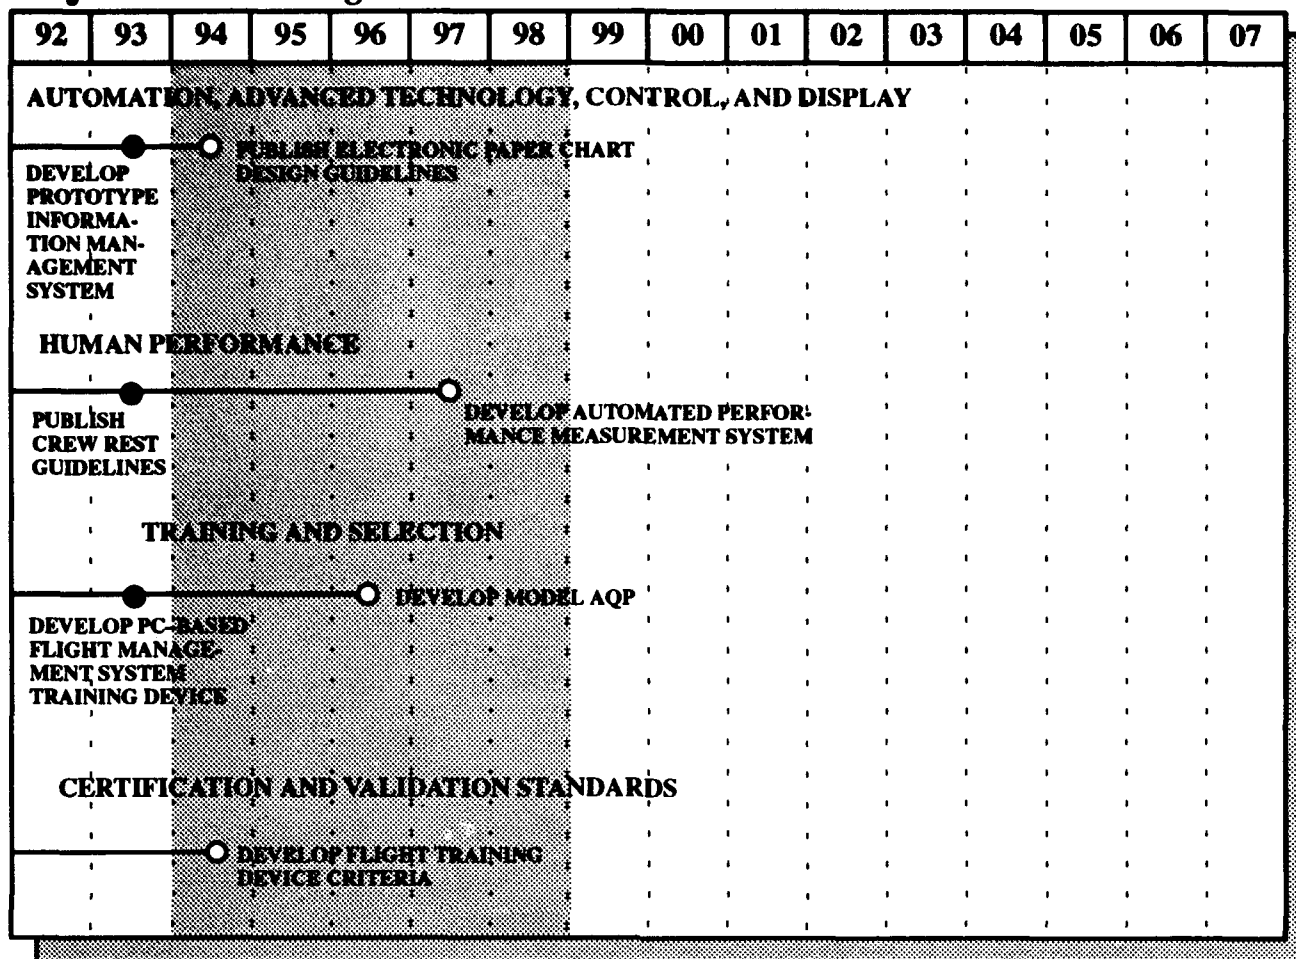 92 93 94 95 96 97 98 99 00 01 02 03 04 05 06 07
AUTOMATION, ADVANCED TECHNOLOGY, CONTROL, AND DISPLAY
PUBLISH ELECTRONIC PAPER CHART
DESIGN GUIDELINES
DEVELOP
PROTOTYPE
INFORMA-
TION MAN-
AGEMENT
SYSTEM
HUMAN PERFORMANCE
PUBLISH
CREW REST
GUIDELINES
DEVELOP AUTOMATED PERFOR-
MANCE MEASUREMENT SYSTEM
TRAINING AND SELECTION
DEVELOP MODEL AQP
DEVELOP PC-BASED
FLIGHT MANAGE-
MENT SYSTEM
TRAINING DEVICE
CERTIFICATION AND VALIDATION STANDARDS
DEVELOP FLIGHT TRAINING
DEVICE CRITERIA